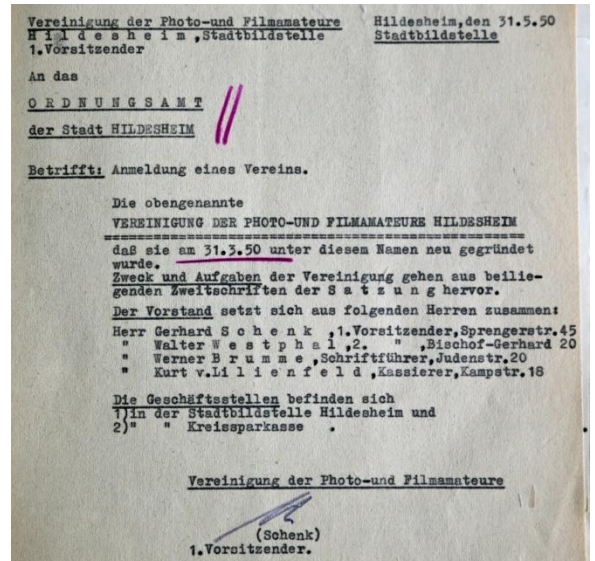 Vereinigung der Photo-und Filmamateure Hildesheim,den 31.5.50
H i l d e s h e i m ,Stadtbildstelle Stadtbildstelle
1.Vorsitzender
An das
O R D N U N G S A M T
der Stadt HILDESHEIM
Betrifft: Anmeldung eines Vereins.
Die obengenannte
VEREINIGUNG DER PHOTO-UND FILMAMATEURE HILDESHEIM
daß sie am 31.3.50 unter diesem Namen neu gegründet
wurde.
Zweck und Aufgaben der Vereinigung gehen aus beilie-
genden Zweitschriften der S a t z u n g hervor.
Der Vorstand setzt sich aus folgenden Herren zusammen:
Herr Gerhard S c h e n k ,1.Vorsitzender,Sprengerstr.45
" Walter W e s t p h a l ,2. " ,Bischof-Gerhard 20
" Werner B r u m m e ,Schriftführer,Judenstr.20
" Kurt v.L i l i e n f e l d ,Kassierer,Kampstr.18
Die Geschäftsstellen befinden sich
1)in der Stadtbildstelle Hildesheim und
2)" " Kreissparkasse .
Vereinigung der Photo-und Filmamateure
(Schenk)
1.Vorsitzender.